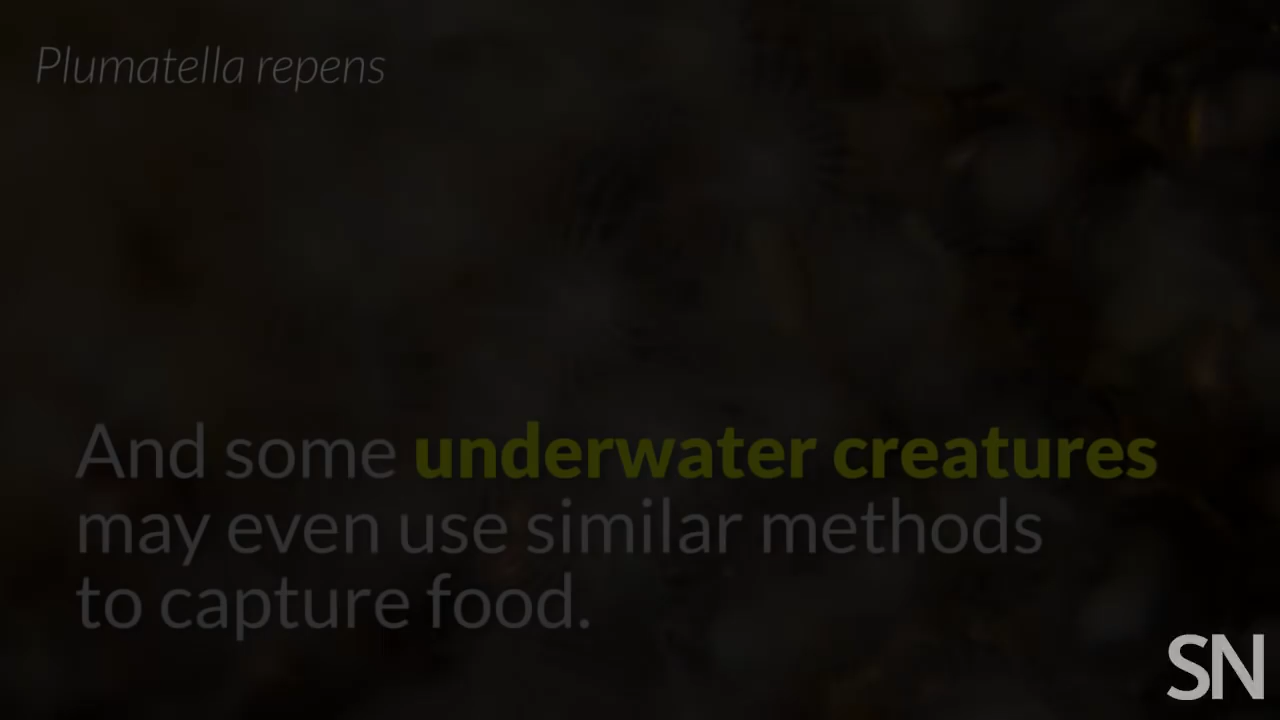 Plumatella repens
And some underwater creatures
may even use similar methods
to capture food.
SN